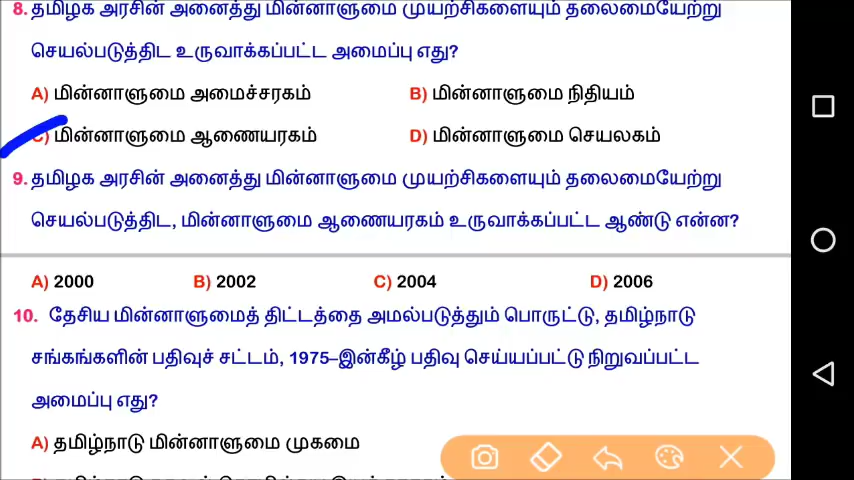 8. தமிழக அரசின் அனைத்து மின்னாளுமை முயற்சிகளையும் தலைமையேற்று
செயல்படுத்திட உருவாக்கப்பட்ட அமைப்பு எது?
A) மின்னாளுமை அமைச்சரகம் B) மின்னாளுமை நிதியம்
C) மின்னாளுமை ஆணையரகம் D) மின்னாளுமை செயலகம்
9. தமிழக அரசின் அனைத்து மின்னாளுமை முயற்சிகளையும் தலைமையேற்று
செயல்படுத்திட, மின்னாளுமை ஆணையரகம் உருவாக்கப்பட்ட ஆண்டு என்ன?
A) 2000 B) 2002 C) 2004 D) 2006
10. தேசிய மின்னாளுமைத் திட்டத்தை அமல்படுத்தும் பொருட்டு, தமிழ்நாடு
சங்கங்களின் பதிவுச் சட்டம், 1975–இன்கீழ் பதிவு செய்யப்பட்டு நிறுவப்பட்ட
அமைப்பு எது?
A) தமிழ்நாடு மின்னாளுமை முகமை